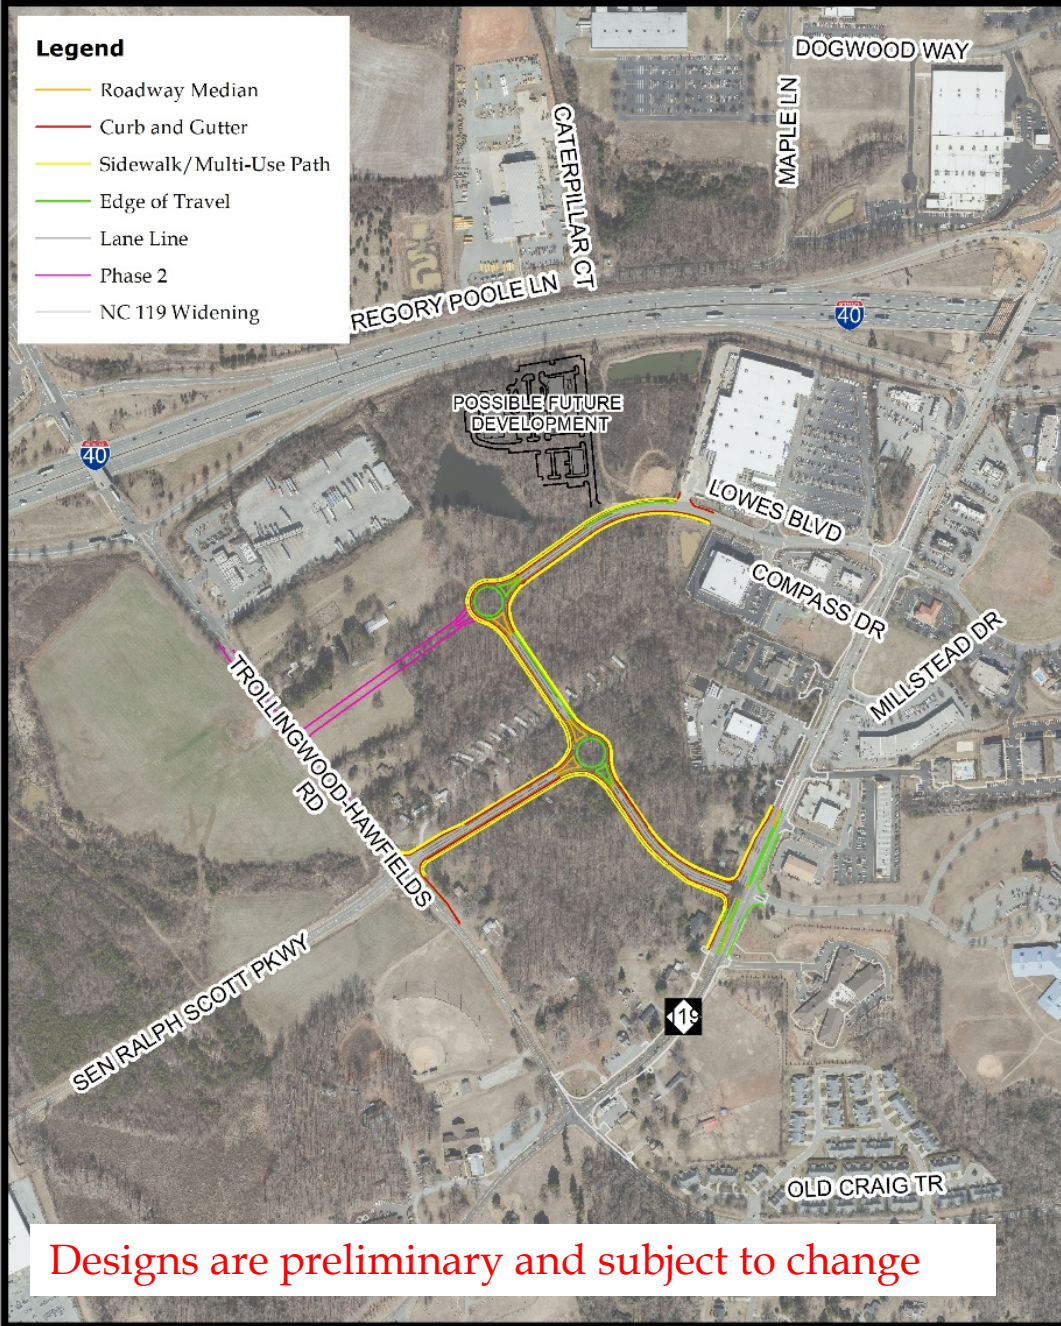 Legend
Roadway Median
Curb and Gutter
Sidewalk/Multi-Use Path
Edge of Travel
Lane Line
Phase 2
NC 119 Widening
DOGWOOD WAY
MAPLE LN
CATERPILLAR CT
REGORY POOLE LN
40
POSSIBLE FUTURE
DEVELOPMENT
40
LOWES BLVD
COMPASS DR
MILLSTEAD DR
TROLLINGWOOD-HAWFIELDS
RD
SEN RALPH SCOTT PKWY
119
OLD CRAIG TR
Designs are preliminary and subject to change